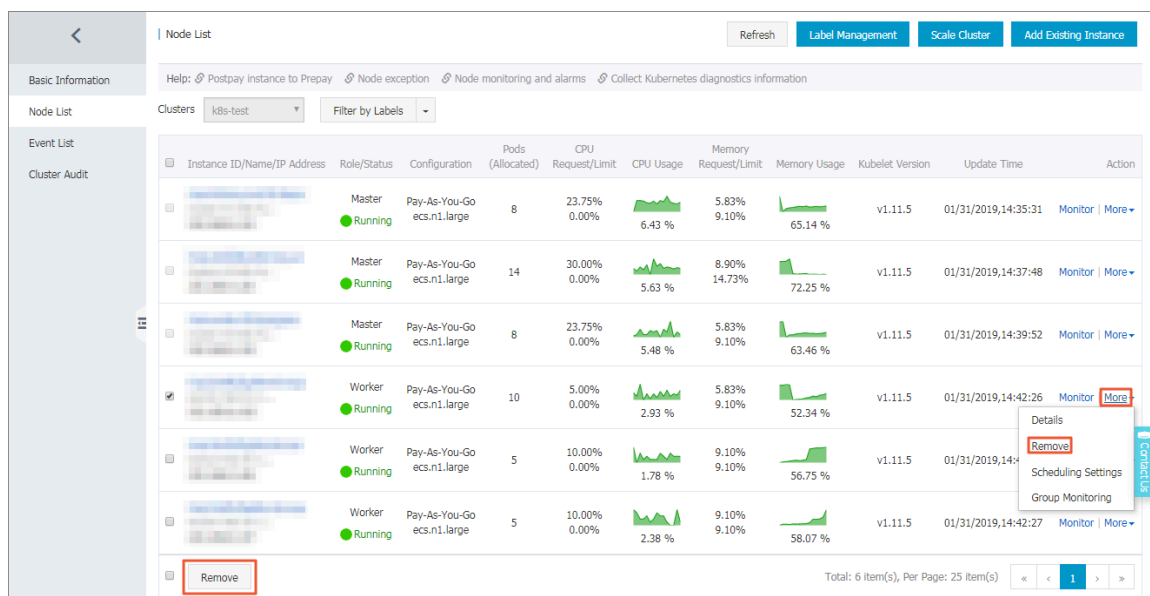 Node List
Refresh
Label Management
Scale Cluster
Add Existing Instance
Basic Information
Node List
Event List
Cluster Audit
Help: Postpay instance to Prepay Node exception Node monitoring and alarms Collect Kubernetes diagnostics information
Clusters k8s-test Filter by Labels
Instance ID/Name/IP Address Role/Status Configuration Pods (Allocated) CPU Request/Limit CPU Usage Memory Request/Limit Memory Usage Kubelet Version Update Time Action
Master Running Pay-As-You-Go ecs.n1.large 8 23.75% 0.00% 6.43 % 5.83% 9.10% 65.14 % v1.11.5 01/31/2019,14:35:31 Monitor | More
Master Running Pay-As-You-Go ecs.n1.large 14 30.00% 0.00% 5.63 % 8.90% 14.73% 72.25 % v1.11.5 01/31/2019,14:37:48 Monitor | More
Master Running Pay-As-You-Go ecs.n1.large 8 23.75% 0.00% 5.48 % 5.83% 9.10% 63.46 % v1.11.5 01/31/2019,14:39:52 Monitor | More
Worker Running Pay-As-You-Go ecs.n1.large 10 5.00% 0.00% 2.93 % 5.83% 9.10% 52.34 % v1.11.5 01/31/2019,14:42:26 Monitor More
Details
Remove
Scheduling Settings
Group Monitoring
Worker Running Pay-As-You-Go ecs.n1.large 5 10.00% 0.00% 1.78 % 9.10% 9.10% 56.75 % v1.11.5 01/31/2019,14:4
Worker Running Pay-As-You-Go ecs.n1.large 5 10.00% 0.00% 2.38 % 9.10% 9.10% 58.07 % v1.11.5 01/31/2019,14:42:27 Monitor | More
Contact Us
Remove
Total: 6 item(s), Per Page: 25 item(s) « ‹ 1 › »